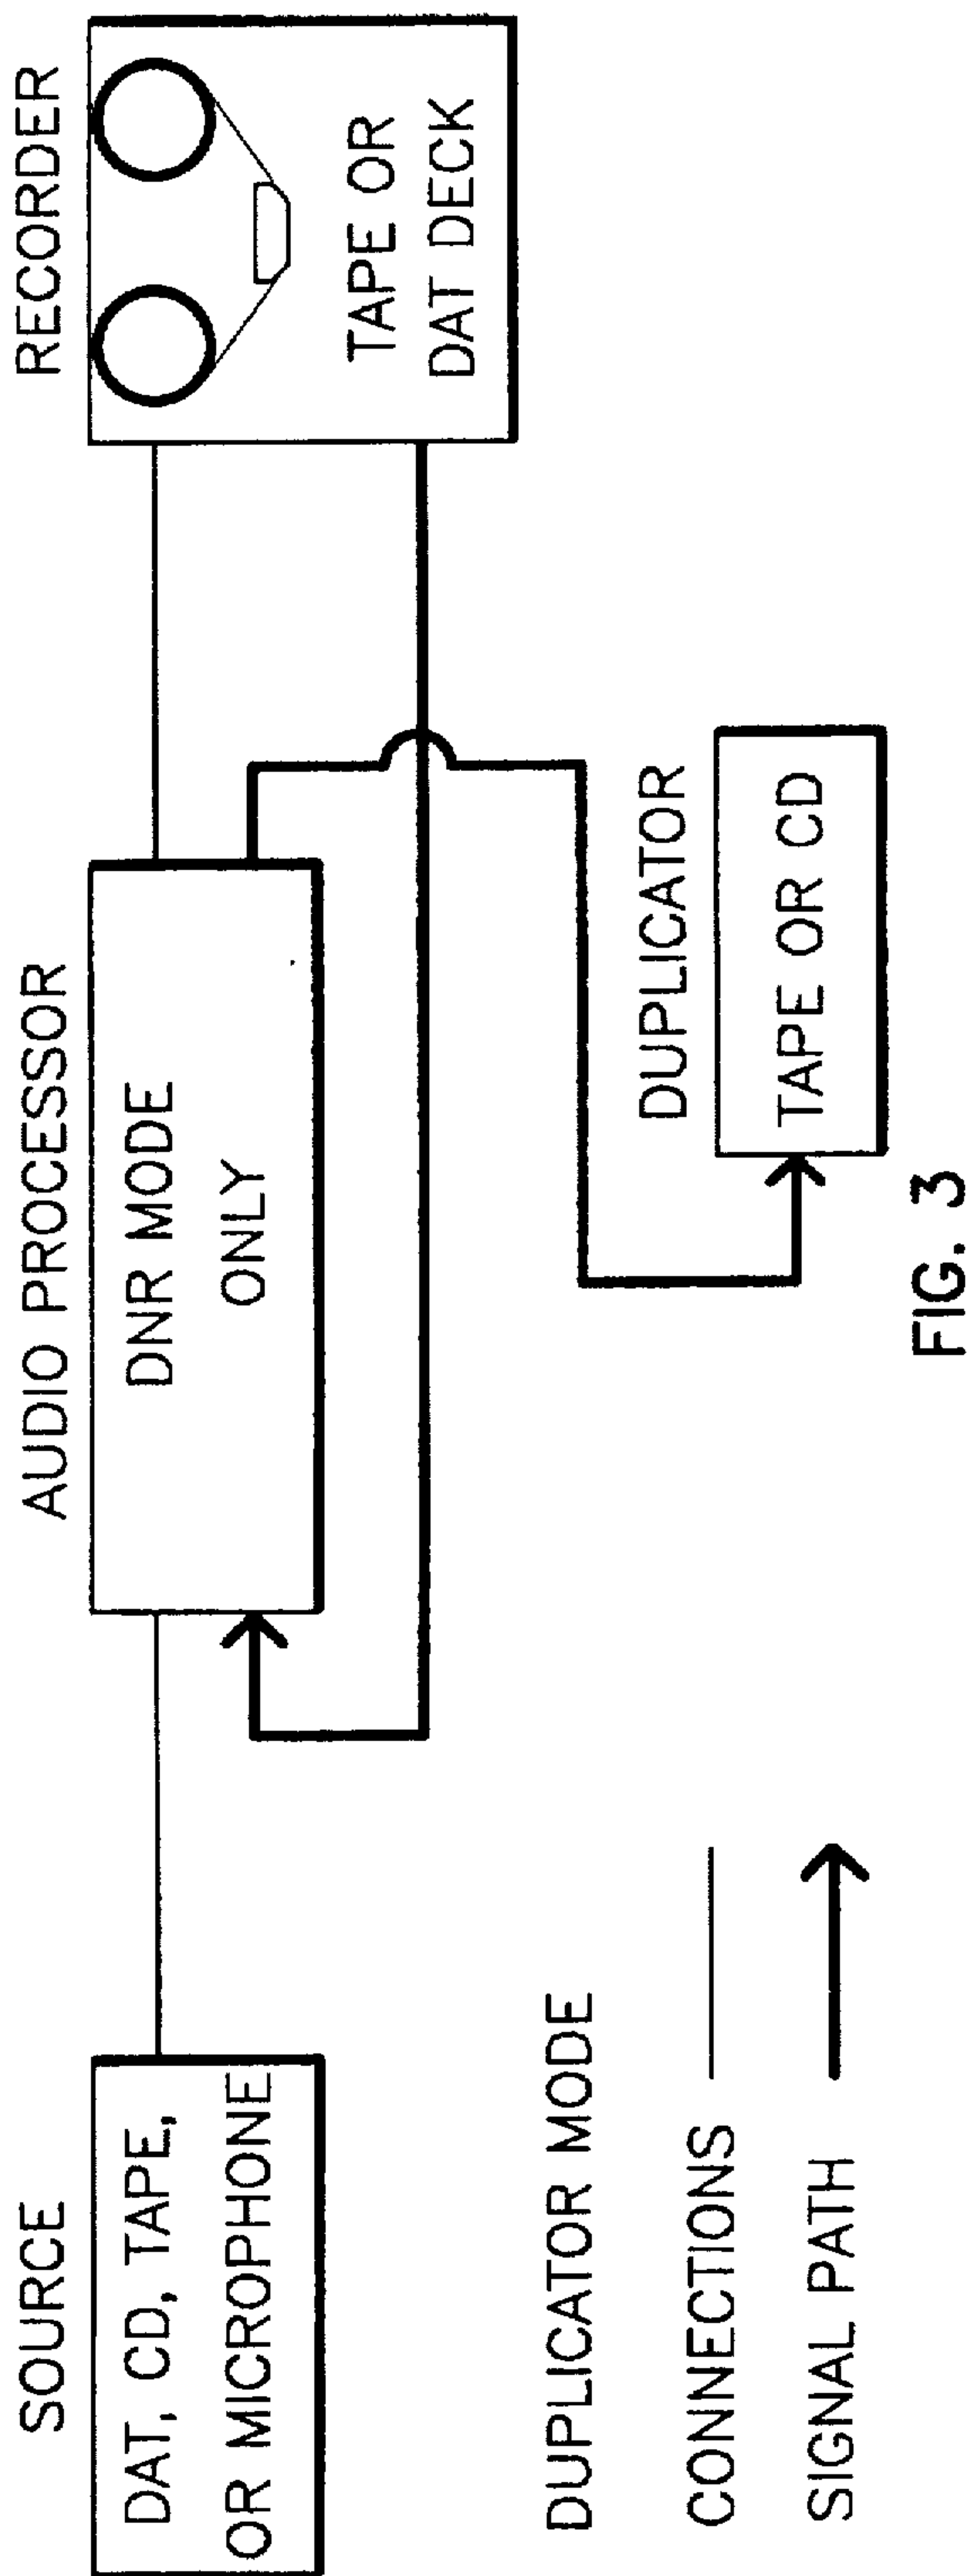 SOURCE
DAT, CD, TAPE,
OR MICROPHONE
AUDIO PROCESSOR
DNR MODE
ONLY
RECORDER
TAPE OR
DAT DECK
DUPLICATOR
TAPE OR CD
DUPLICATOR MODE
CONNECTIONS
SIGNAL PATH
FIG. 3